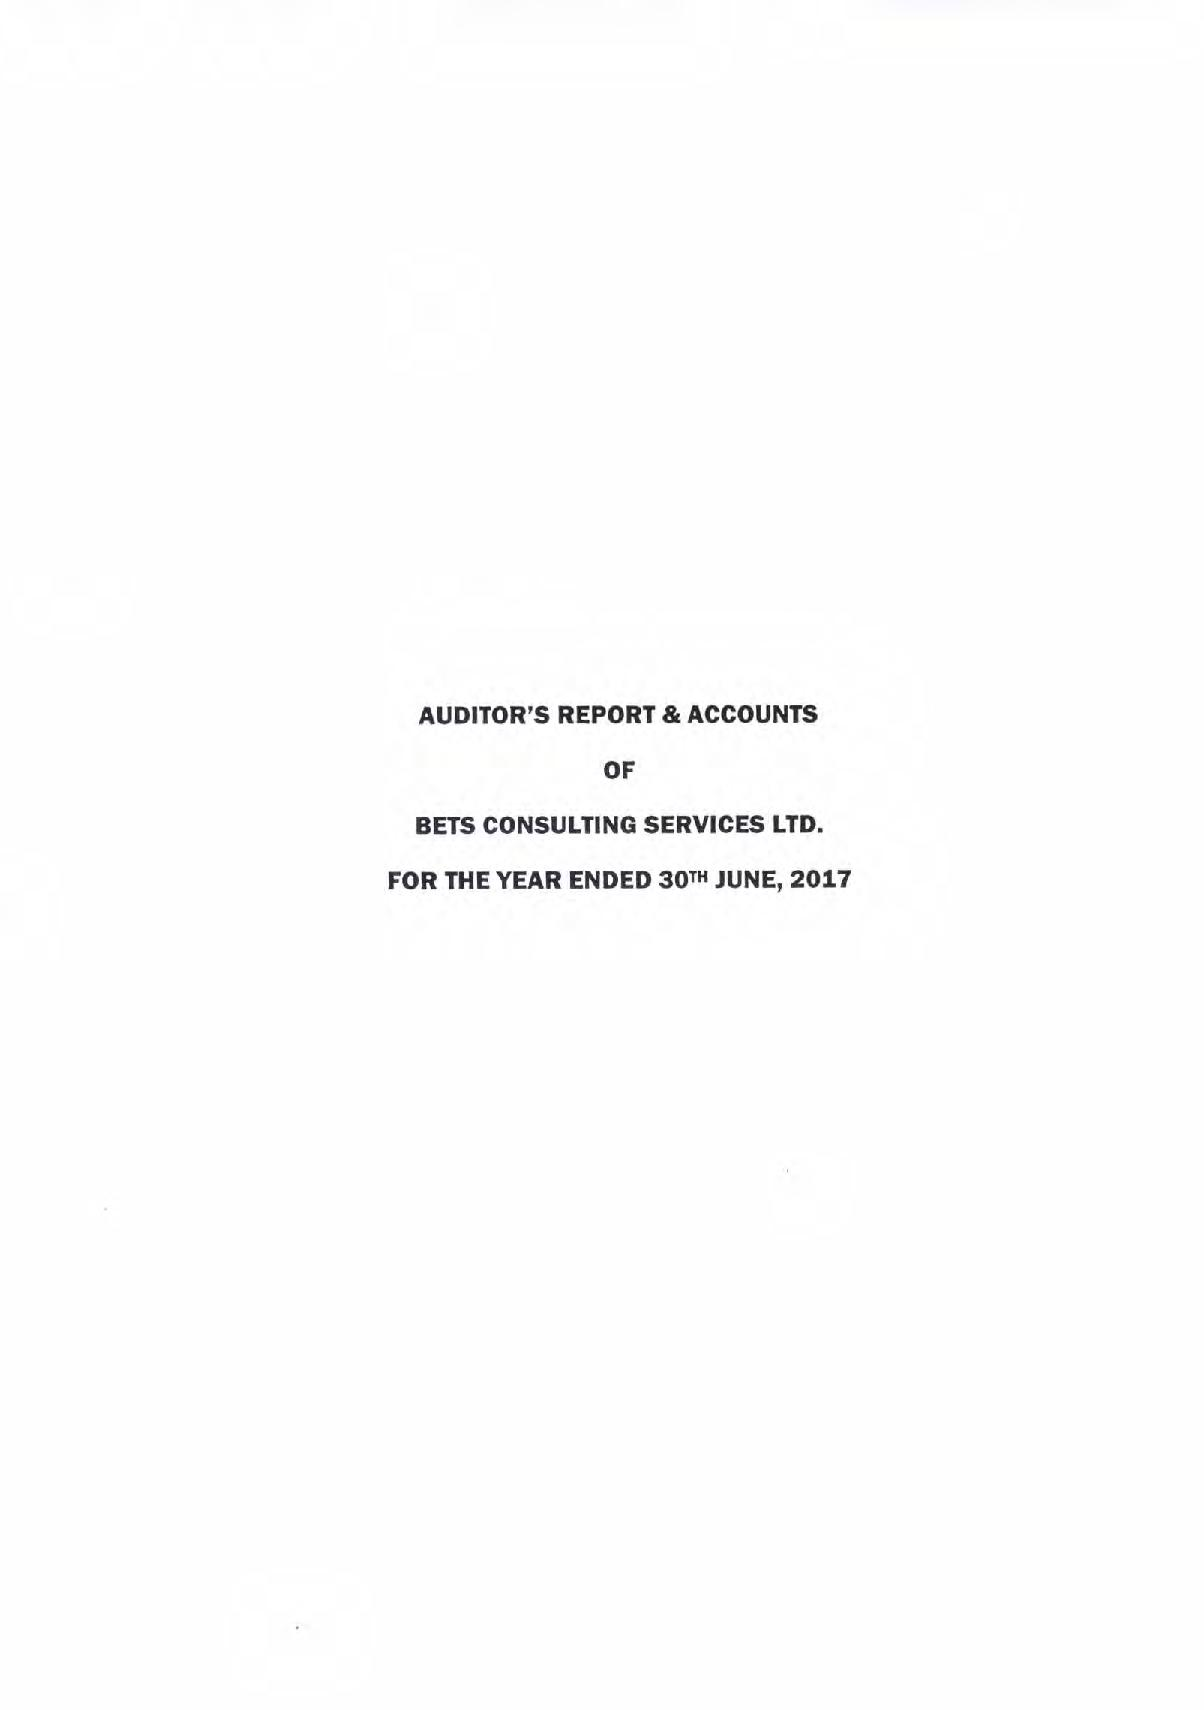 AUDITOR'S REPORT & ACCOUNTS
OF
BETS CONSULTING SERVICES LTD.
FOR THE YEAR ENDED 30TH JUNE, 2017